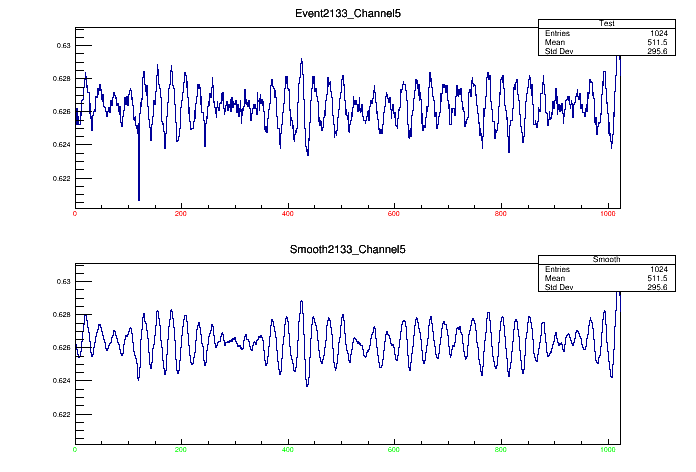 Event2133_Channel5
Test
Entries 1024
Mean 511.5
Std Dev 295.6
0.63
0.628
0.626
0.624
0.622
0 200 400 600 800 1000
Smooth2133_Channel5
Smooth
Entries 1024
Mean 511.5
Std Dev 295.6
0.63
0.628
0.626
0.624
0.622
0 200 400 600 800 1000